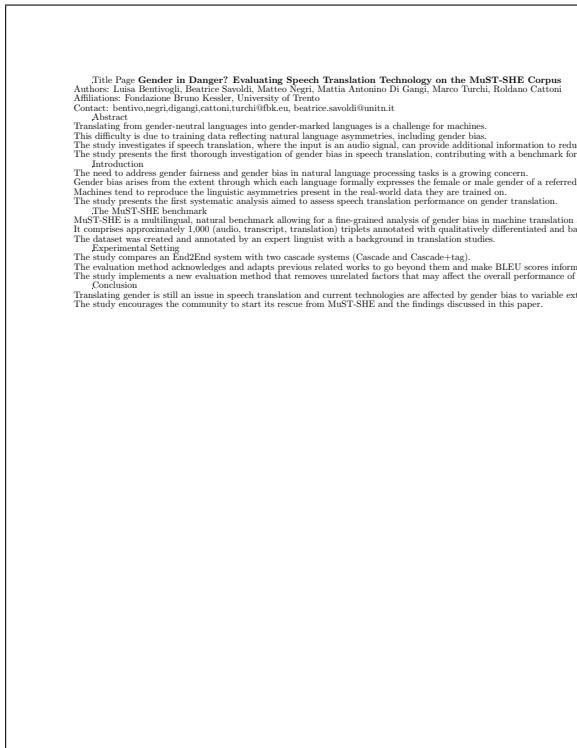 .Title Page Gender in Danger? Evaluating Speech Translation Technology on the MuST-SHE Corpus
Authors: Luisa Bentivogli, Beatrice Savoldi, Matteo Negri, Mattia Antonino Di Gangi, Marco Turchi, Roldano Cattoni
Affiliations: Fondazione Bruno Kessler, University of Trento
Contact: bentivo,negri,digangi,cattoni,turchi@fbk.eu, beatrice.savoldi@unitn.it
.Abstract
Translating from gender-neutral languages into gender-marked languages is a challenge for machines.
This difficulty is due to training data reflecting natural language asymmetries, including gender bias.
The study investigates if speech translation, where the input is an audio signal, can provide additional information to redu
The study presents the first thorough investigation of gender bias in speech translation, contributing with a benchmark for
.Introduction
The need to address gender fairness and gender bias in natural language processing tasks is a growing concern.
Gender bias arises from the extent through which each language formally expresses the female or male gender of a referred
Machines tend to reproduce the linguistic asymmetries present in the real-world data they are trained on.
The study presents the first systematic analysis aimed to assess speech translation performance on gender translation.
.The MuST-SHE benchmark
MuST-SHE is a multilingual, natural benchmark allowing for a fine-grained analysis of gender bias in machine translation
It comprises approximately 1,000 (audio, transcript, translation) triplets annotated with qualitatively differentiated and ba
The dataset was created and annotated by an expert linguist with a background in translation studies.
.Experimental Setting
The study compares an End2End system with two cascade systems (Cascade and Cascade+tag).
The evaluation method acknowledges and adapts previous related works to go beyond them and make BLEU scores inform
The study implements a new evaluation method that removes unrelated factors that may affect the overall performance of
.Conclusion
Translating gender is still an issue in speech translation and current technologies are affected by gender bias to variable ext
The study encourages the community to start its rescue from MuST-SHE and the findings discussed in this paper.